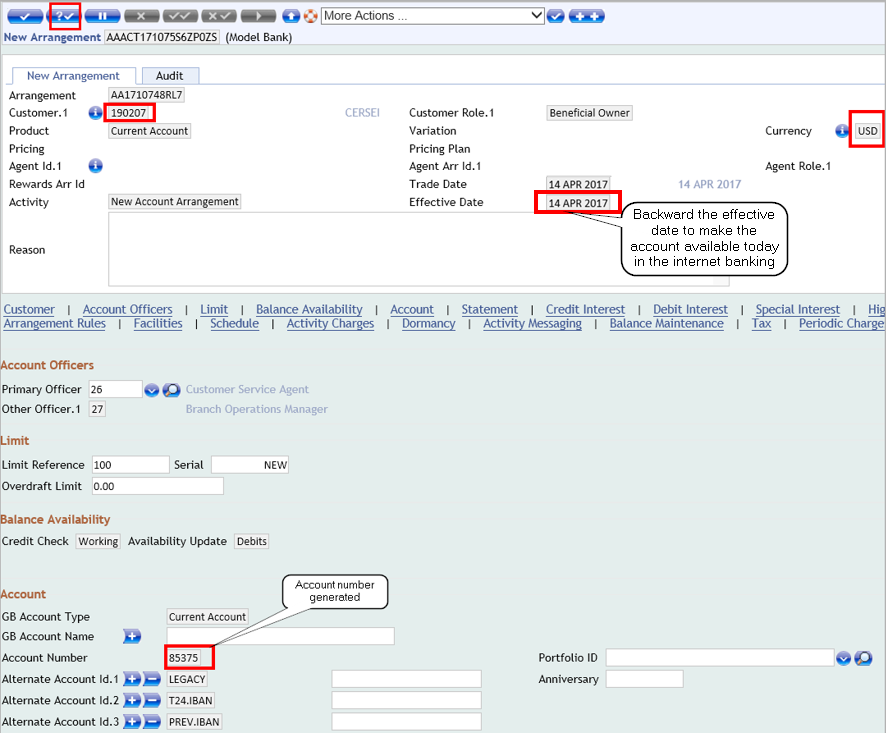 More Actions ...
New Arrangement AAACT171075S6ZP0ZS (Model Bank)
New Arrangement Audit
Arrangement AA1710748RL7
Customer.1 190207 CERSEI Customer Role.1 Beneficial Owner
Product Current Account Variation Currency USD
Pricing Pricing Plan
Agent Id.1 Agent Arr Id.1 Agent Role.1
Rewards Arr Id Trade Date 14 APR 2017 14 APR 2017
Activity New Account Arrangement Effective Date 14 APR 2017
Backward the effective
date to make the
account available today
in the internet banking
Reason
Customer | Account Officers | Limit | Balance Availability | Account | Statement | Credit Interest | Debit Interest | Special Interest | Hig
Arrangement Rules | Facilities | Schedule | Activity Charges | Dormancy | Activity Messaging | Balance Maintenance | Tax | Periodic Charge
Account Officers
Primary Officer 26 Customer Service Agent
Other Officer.1 27 Branch Operations Manager
Limit
Limit Reference 100 Serial NEW
Overdraft Limit 0.00
Balance Availability
Credit Check Working Availability Update Debits
Account number
generated
Account
GB Account Type Current Account
GB Account Name
Account Number 85375 Portfolio ID
Alternate Account Id.1 LEGACY Anniversary
Alternate Account Id.2 T24.IBAN
Alternate Account Id.3 PREV.IBAN